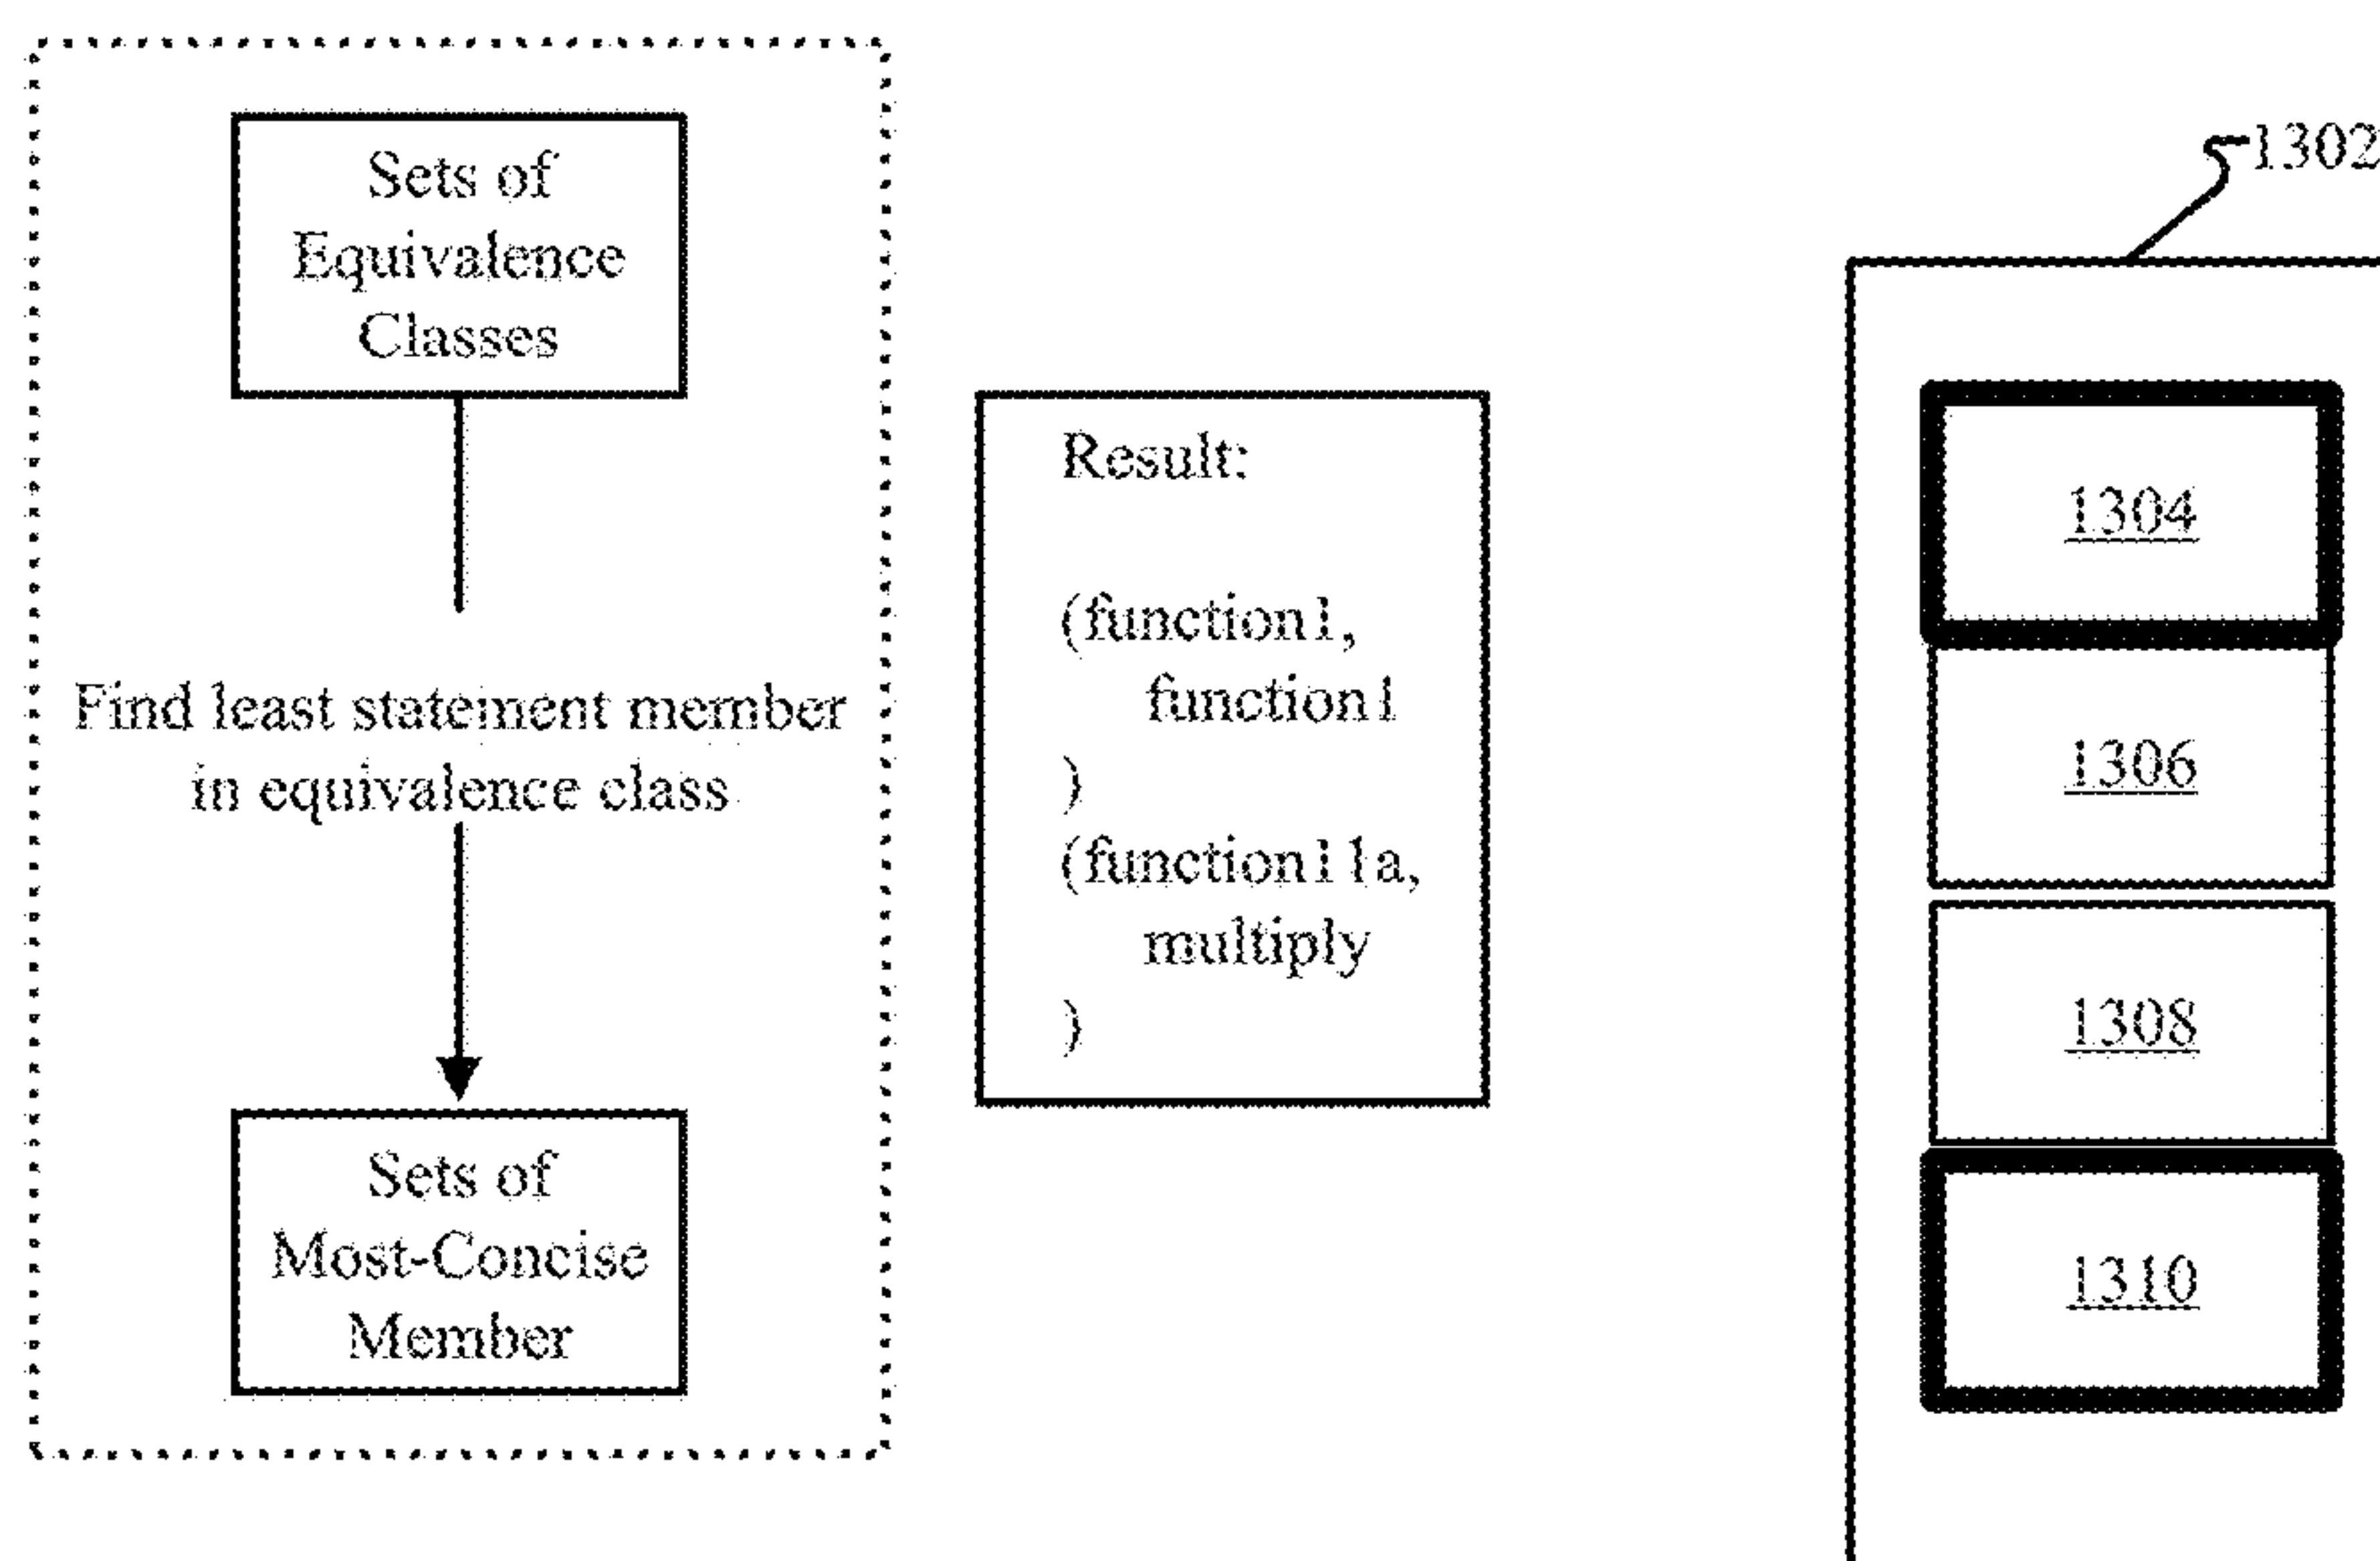 Sets of
Equivalence
Classes
Find least statement member
in equivalence class
Sets of
Most-Concise
Member
Result:
(function1,
function1
)
(function11a,
multiply
)
1302
1304
1306
1308
1310